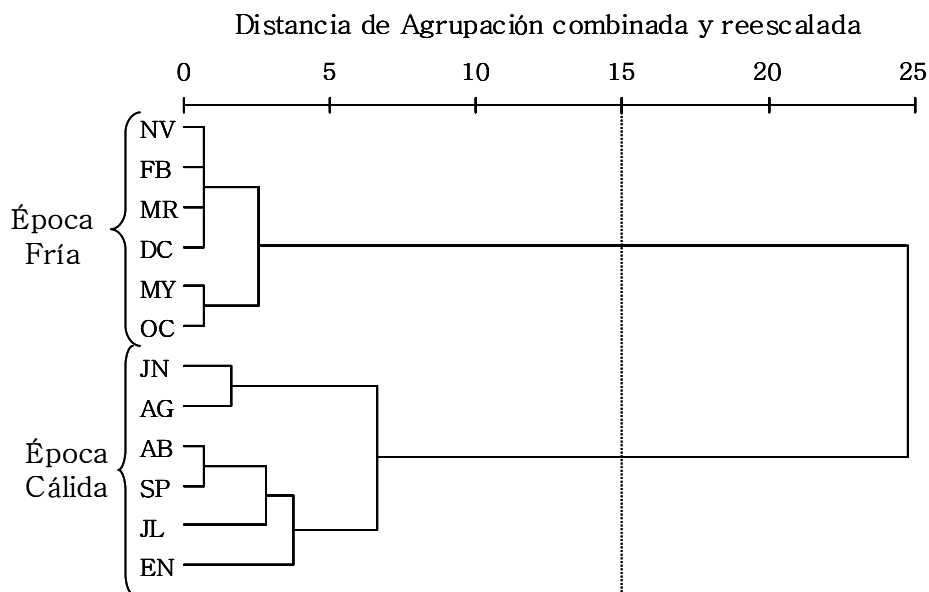 Distancia de Agrupación combinada y reescalada
0 5 10 15 20 25
NV
FB
MR
DC
MY
OC
Época
Fría
JN
AG
AB
SP
JL
EN
Época
Cálida